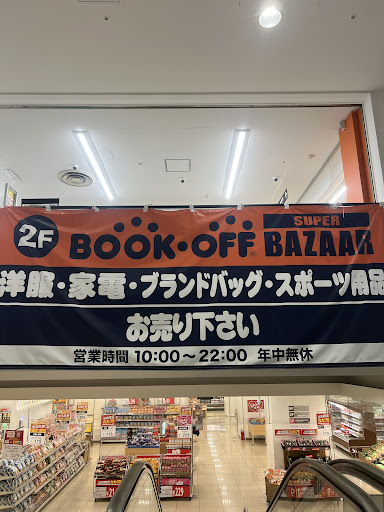 2F BOOK・OFF® SUPER BAZAAR
洋服・家電・ブランドバッグ・スポーツ用品
お売り下さい
営業時間 10:00〜22:00 年中無休